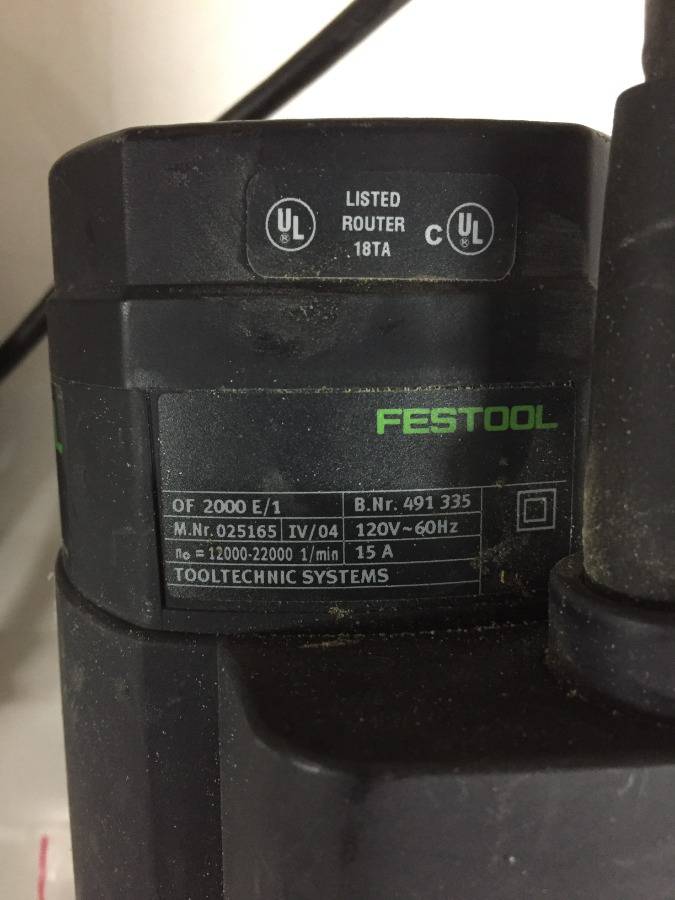 LISTED
UL ROUTER C UL
18TA
FESTOOL
OF 2000 E/1 B.Nr. 491 335
M.Nr. 025165 IV/04 120V~60Hz
n₀ = 12000-22000 1/min 15 A
TOOLTECHNIC SYSTEMS